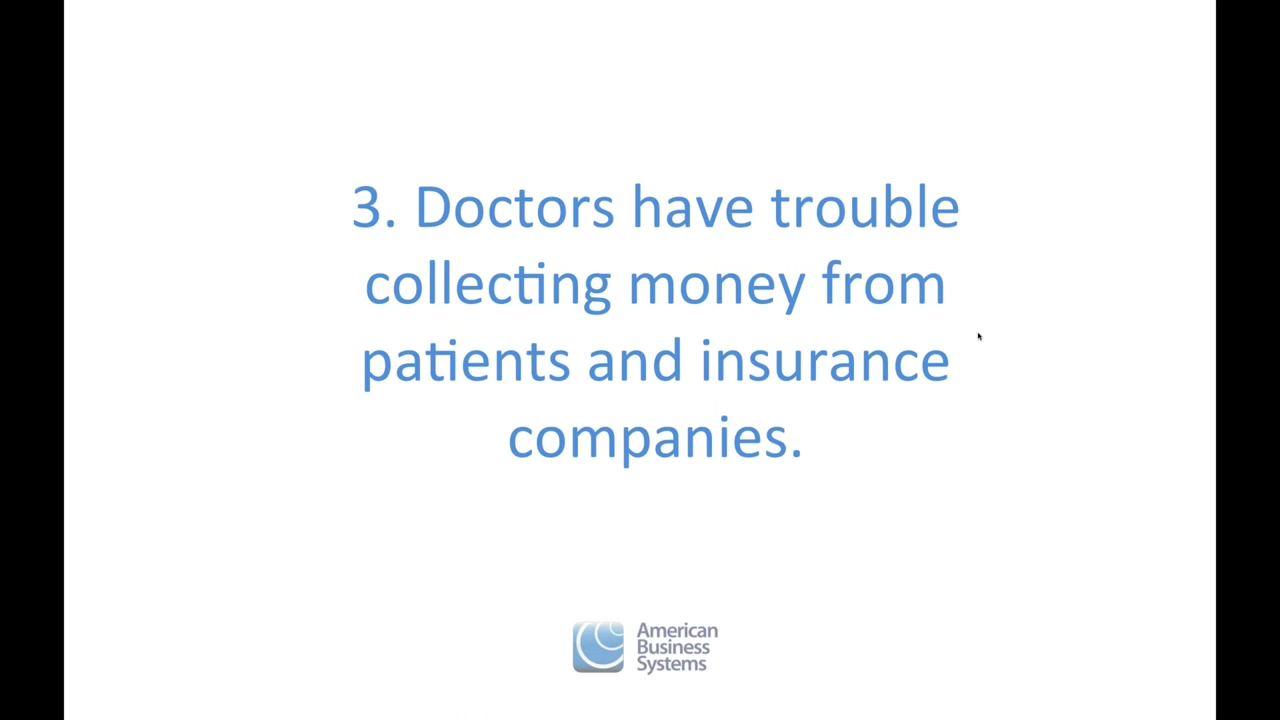 3. Doctors have trouble
collecting money from
patients and insurance
companies.
American
Business
Systems